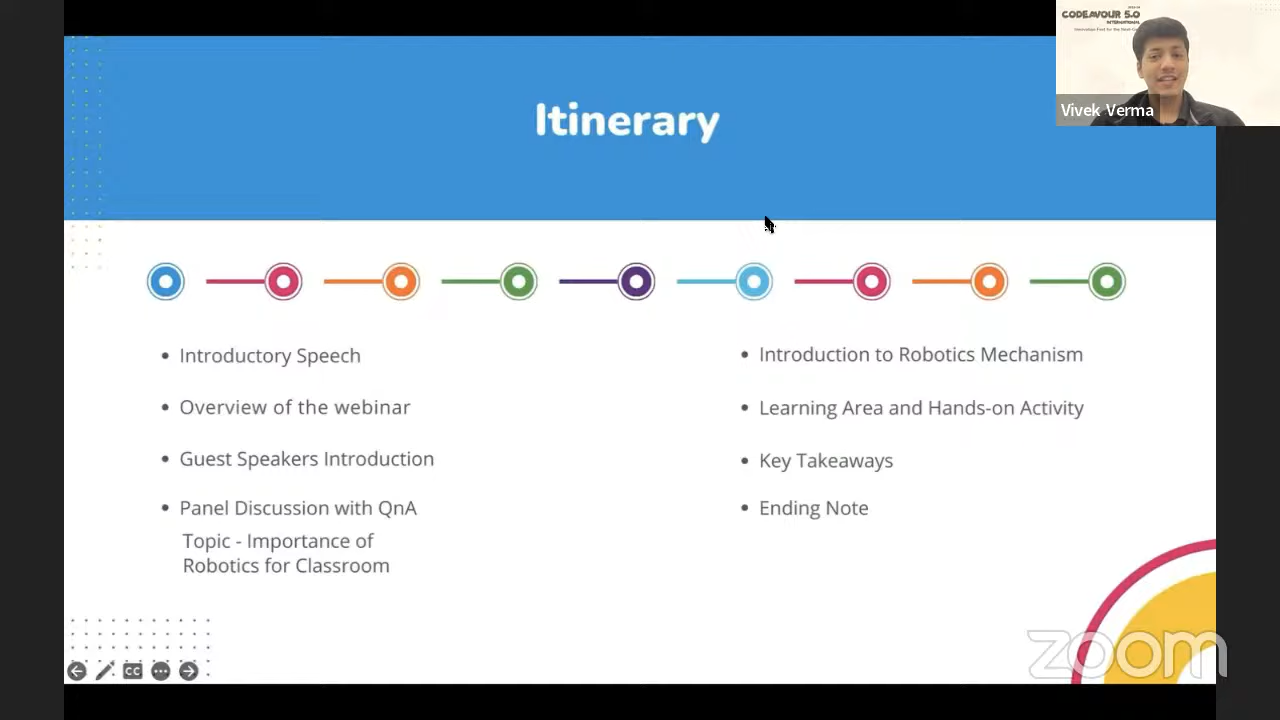 CODEAVOUR 5.0
INTERNATIONAL
Vivek Verma
Itinerary
Introductory Speech
Overview of the webinar
Guest Speakers Introduction
Panel Discussion with QnA
Topic - Importance of
Robotics for Classroom
Introduction to Robotics Mechanism
Learning Area and Hands-on Activity
Key Takeaways
Ending Note
CC
zoom